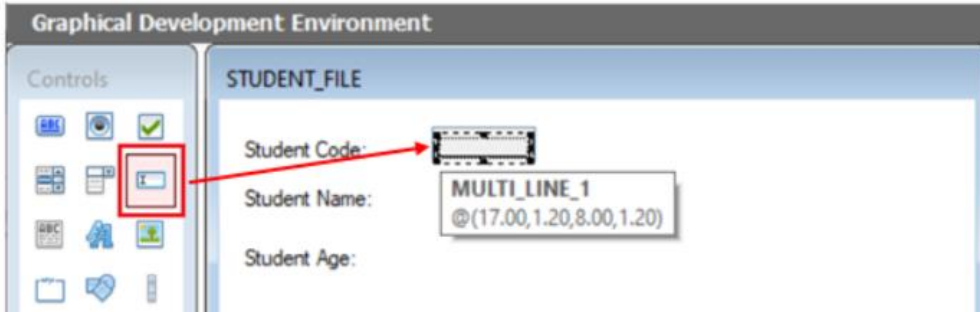 Graphical Development Environment
Controls
STUDENT_FILE
Student Code:
MULTI_LINE_1
@(17.00,1.20,8.00,1.20)
Student Name:
Student Age: